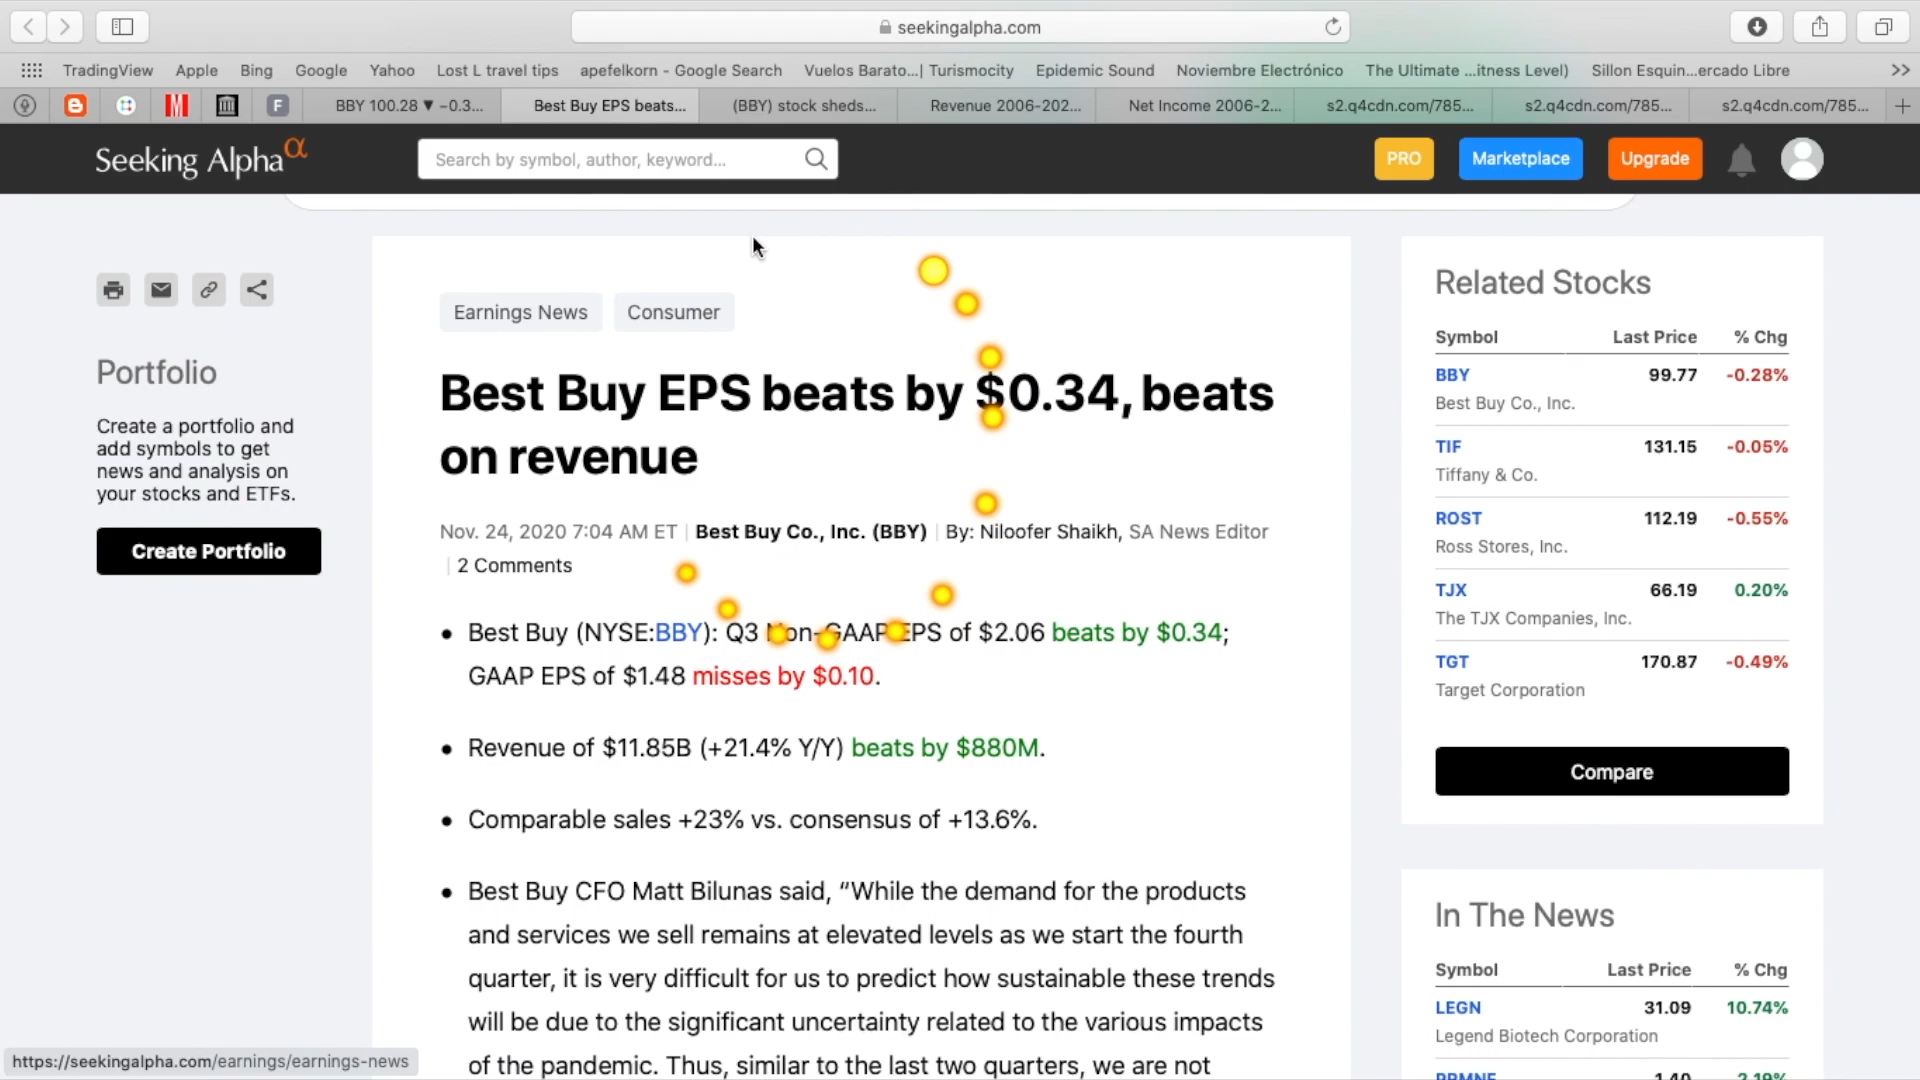 seekingalpha.com
TradingView Apple Bing Google Yahoo Lost L travel tips apefelkorn - Google Search Vuelos Barato...| Turismocity Epidemic Sound Noviembre Electrónico The Ultimate ...itness Level) Sillon Esquin...ercado Libre >>
F BBY 100.28 ▼ −0.3... Best Buy EPS beats... (BBY) stock sheds... Revenue 2006-202... Net Income 2006-2... s2.q4cdn.com/785... s2.q4cdn.com/785... s2.q4cdn.com/785... +
Seeking Alpha α
Search by symbol, author, keyword...
PRO Marketplace Upgrade
Portfolio
Create a portfolio and
add symbols to get
news and analysis on
your stocks and ETFs.
Create Portfolio
Earnings News Consumer
Best Buy EPS beats by $0.34, beats
on revenue
Nov. 24, 2020 7:04 AM ET | Best Buy Co., Inc. (BBY) | By: Niloofer Shaikh, SA News Editor
| 2 Comments
• Best Buy (NYSE:BBY): Q3 Non-GAAP EPS of $2.06 beats by $0.34;
GAAP EPS of $1.48 misses by $0.10.
• Revenue of $11.85B (+21.4% Y/Y) beats by $880M.
• Comparable sales +23% vs. consensus of +13.6%.
• Best Buy CFO Matt Bilunas said, “While the demand for the products
and services we sell remains at elevated levels as we start the fourth
quarter, it is very difficult for us to predict how sustainable these trends
will be due to the significant uncertainty related to the various impacts
of the pandemic. Thus, similar to the last two quarters, we are not
Related Stocks
Symbol Last Price % Chg
BBY 99.77 -0.28%
Best Buy Co., Inc.
TIF 131.15 -0.05%
Tiffany & Co.
ROST 112.19 -0.55%
Ross Stores, Inc.
TJX 66.19 0.20%
The TJX Companies, Inc.
TGT 170.87 -0.49%
Target Corporation
Compare
In The News
Symbol Last Price % Chg
LEGN 31.09 10.74%
Legend Biotech Corporation
1.40 2.19%
https://seekingalpha.com/earnings/earnings-news